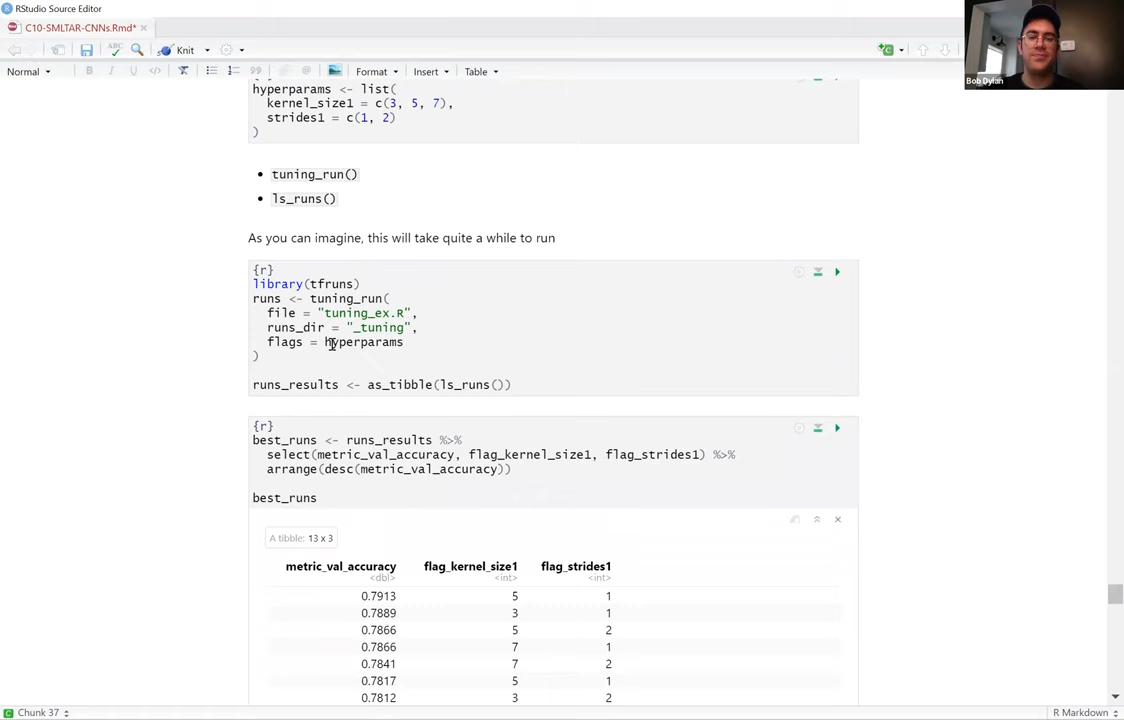 RStudio Source Editor
C10-SMLTAR-CNNs.Rmd*
ABC
Knit
Normal
B
I
U
</>
Format
Insert
Table
Bob Dylan
hyperparams <- list(
kernel_size1 = c(3, 5, 7),
strides1 = c(1, 2)
)
tuning_run()
ls_runs()
As you can imagine, this will take quite a while to run
{r}
library(tfruns)
runs <- tuning_run(
file = "tuning_ex.R",
runs_dir = "_tuning",
flags = hyperparams
)
runs_results <- as_tibble(ls_runs())
{r}
best_runs <- runs_results %>%
select(metric_val_accuracy, flag_kernel_size1, flag_strides1) %>%
arrange(desc(metric_val_accuracy))
best_runs
A tibble: 13 x 3
metric_val_accuracy flag_kernel_size1 flag_strides1
<dbl> <int> <int>
0.7913 5 1
0.7889 3 1
0.7866 5 2
0.7866 7 1
0.7841 7 2
0.7817 5 1
0.7812 3 2
Chunk 37
R Markdown